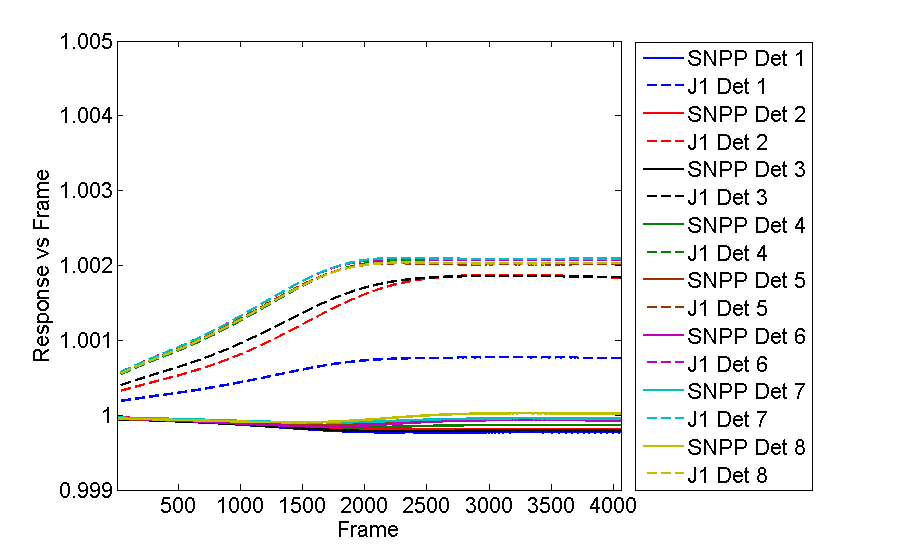 1.005
1.004
1.003
1.002
1.001
1
0.999
Response vs Frame
500 1000 1500 2000 2500 3000 3500 4000
Frame
SNPP Det 1
J1 Det 1
SNPP Det 2
J1 Det 2
SNPP Det 3
J1 Det 3
SNPP Det 4
J1 Det 4
SNPP Det 5
J1 Det 5
SNPP Det 6
J1 Det 6
SNPP Det 7
J1 Det 7
SNPP Det 8
J1 Det 8